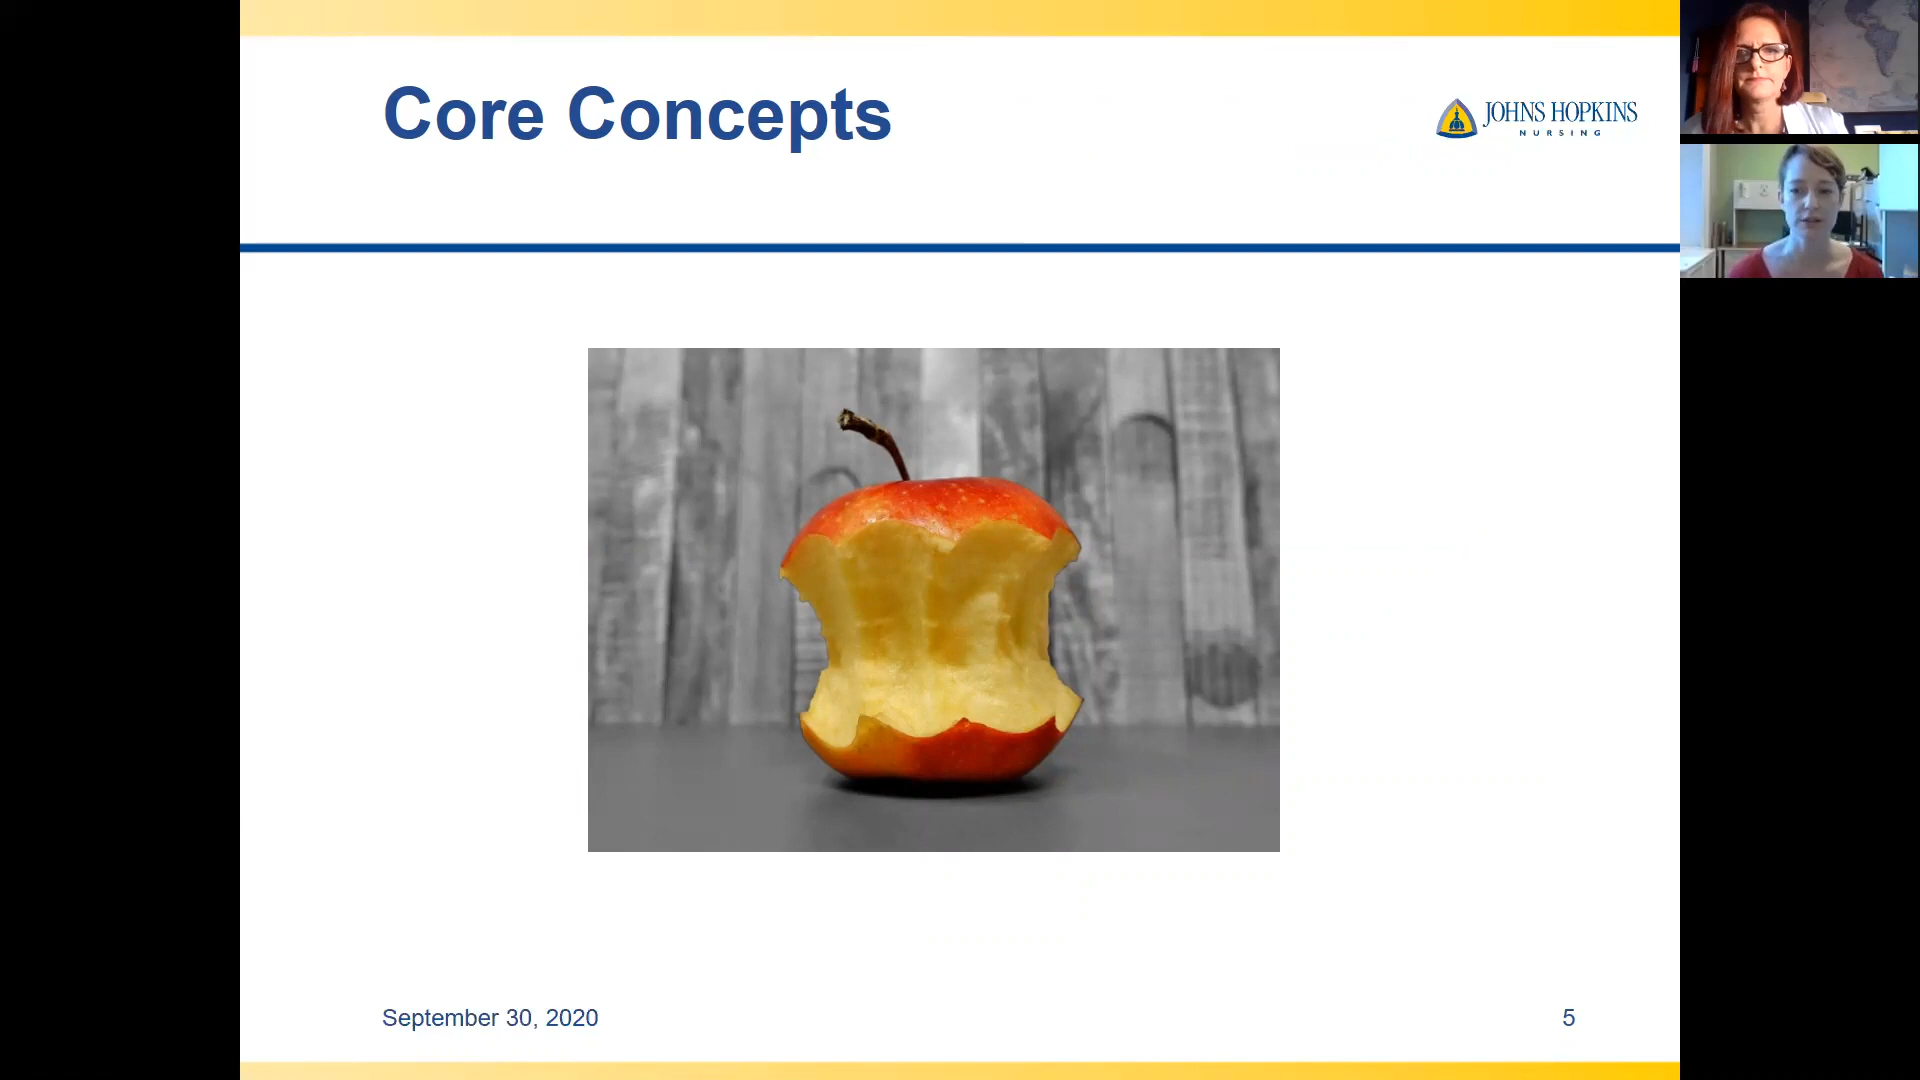 Core Concepts
JOHNS HOPKINS
NURSING
September 30, 2020
5